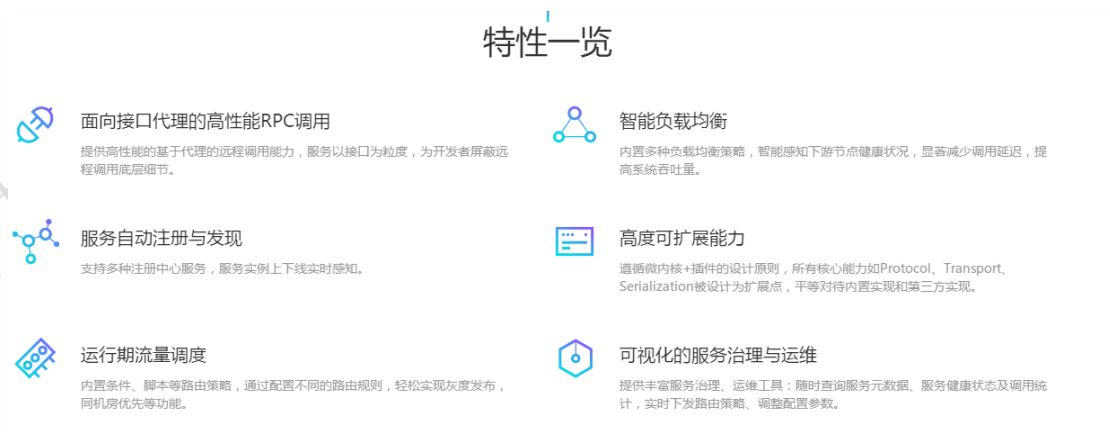 特性一览
面向接口代理的高性能RPC调用
提供高性能的基于代理的远程调用能力，服务以接口为粒度，为开发者屏蔽远
程调用底层细节。
智能负载均衡
内置多种负载均衡策略，智能感知下游节点健康状况，显著减少调用延迟，提
高系统吞吐量。
服务自动注册与发现
支持多种注册中心服务，服务实例上下线实时感知。
高度可扩展能力
遵循微内核+插件的设计原则，所有核心能力如Protocol、Transport、
Serialization被设计为扩展点，平等对待内置实现和第三方实现。
运行期流量调度
内置条件、脚本等路由策略，通过配置不同的路由规则，轻松实现灰度发布，
同机房优先等功能。
可视化的服务治理与运维
提供丰富服务治理、运维工具：随时查询服务元数据、服务健康状态及调用统
计，实时下发路由策略、调整配置参数。